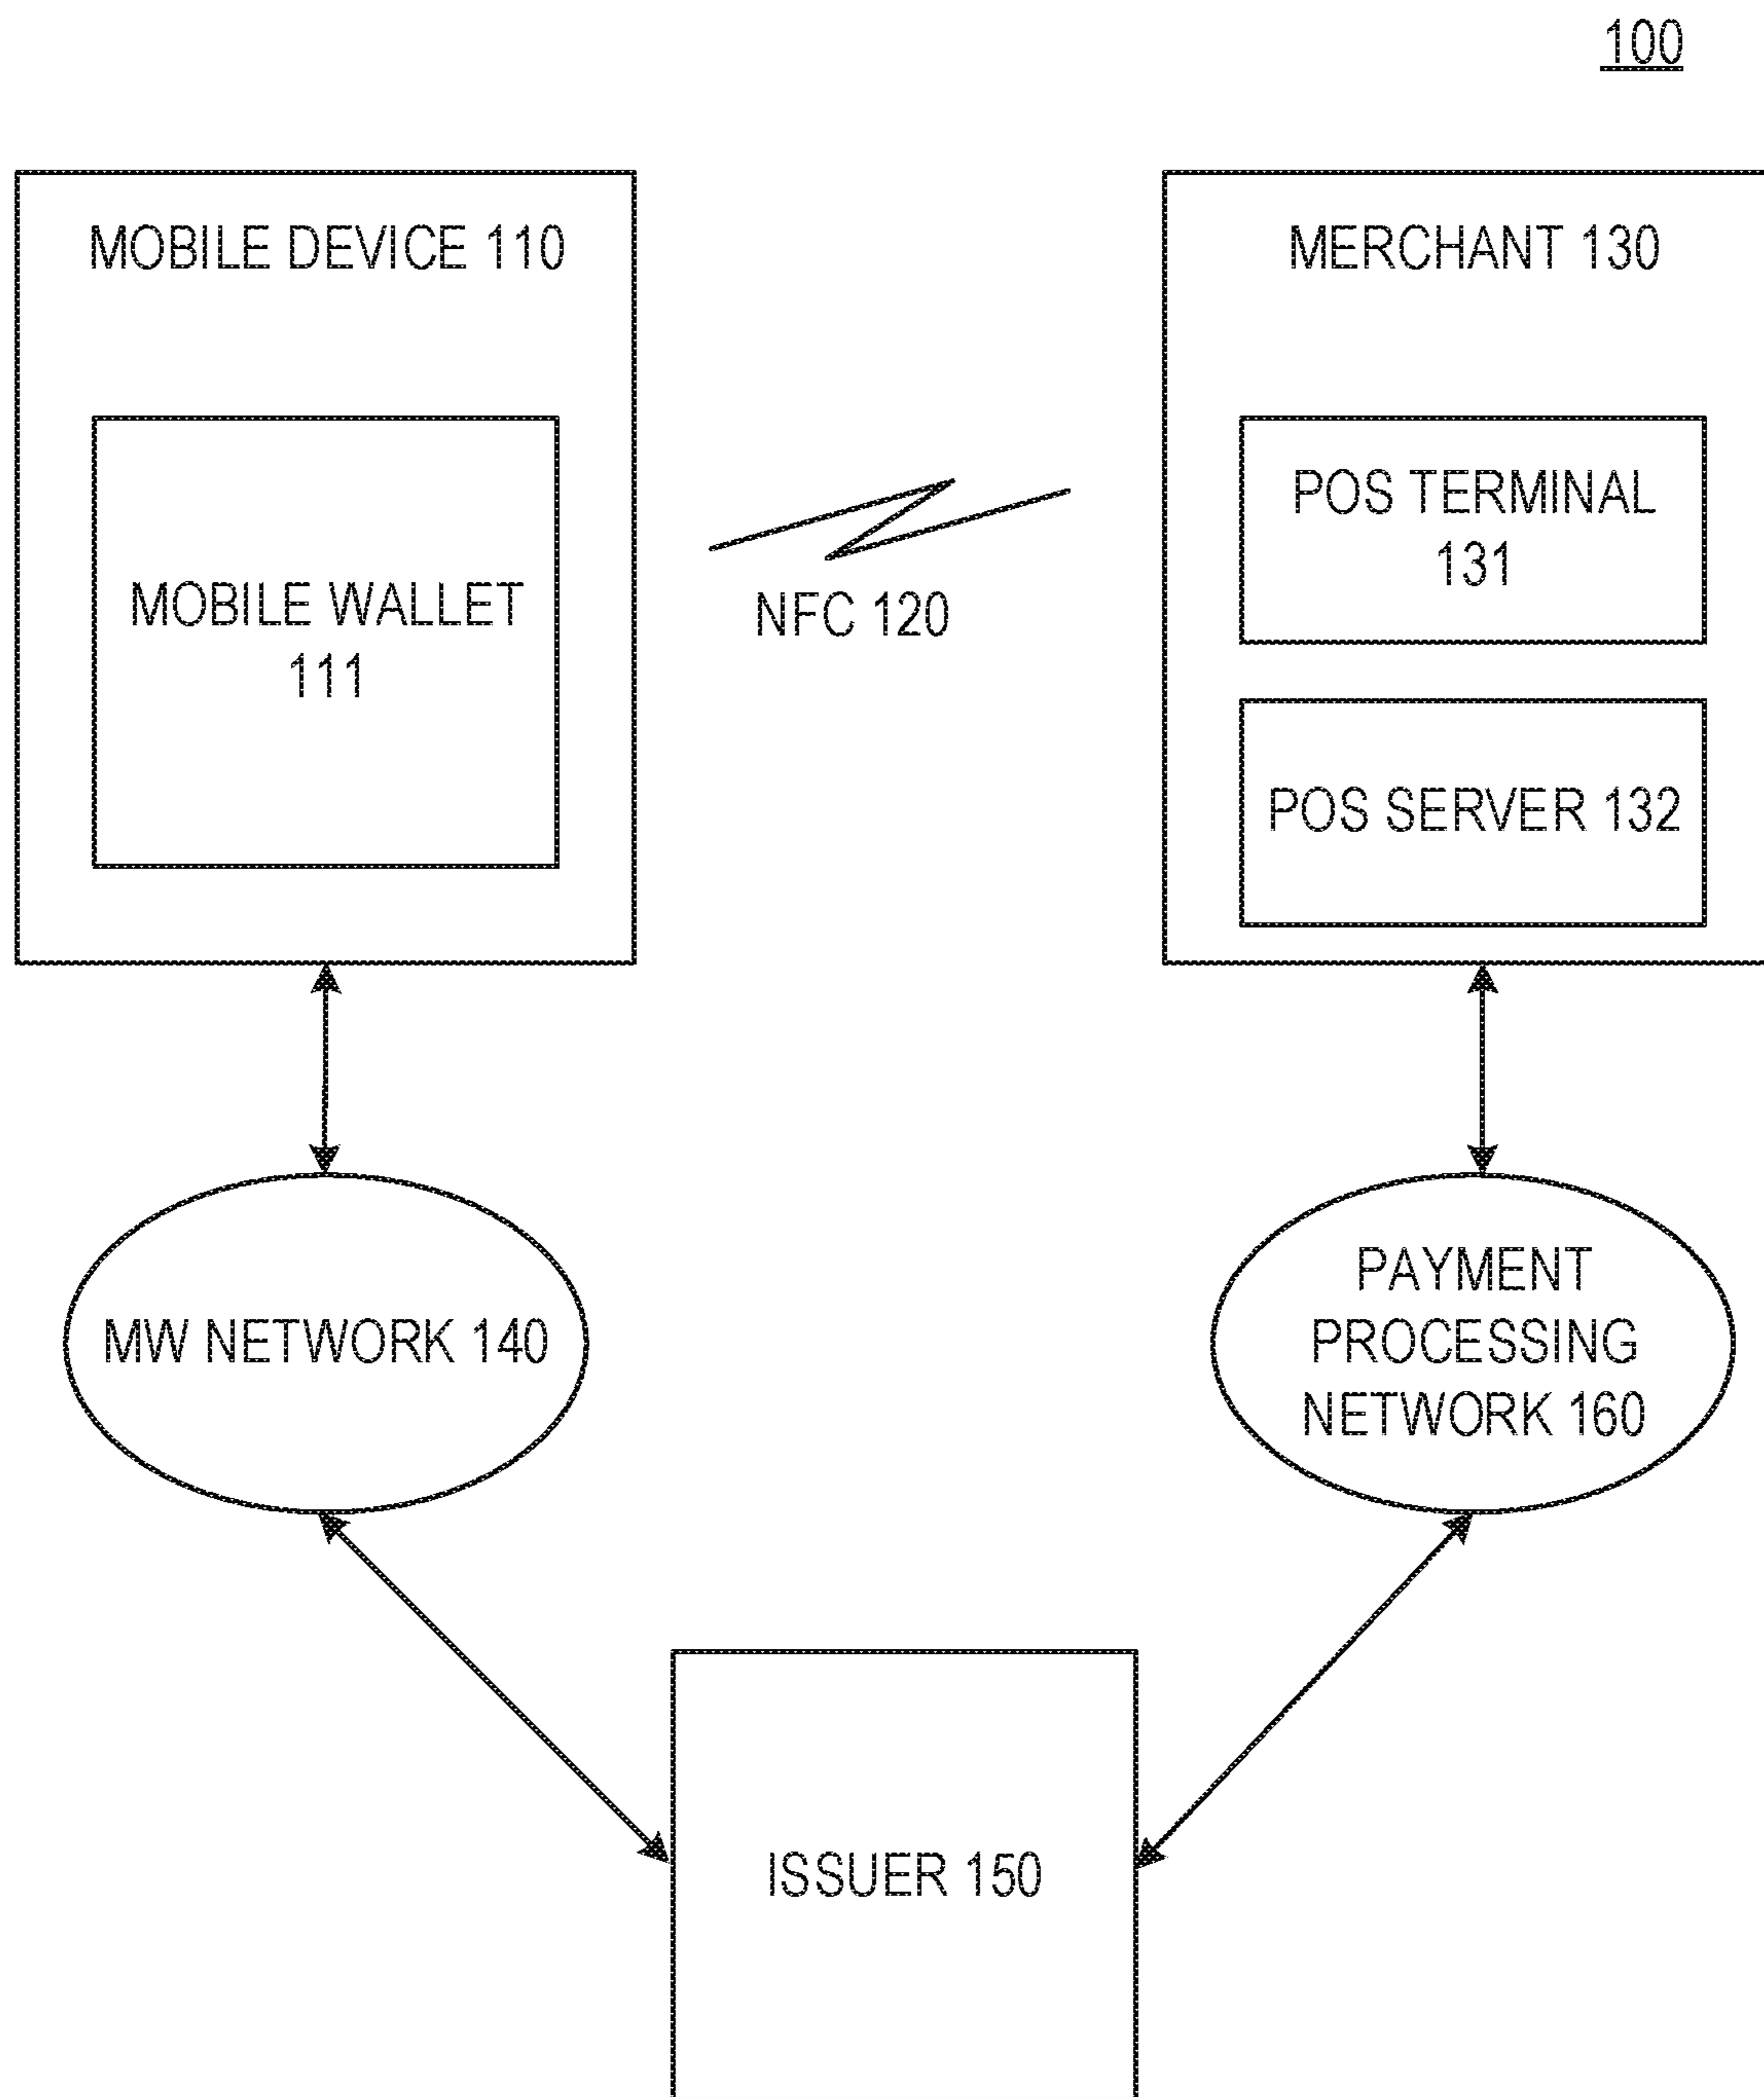 100
MOBILE DEVICE 110
MERCHANT 130
MOBILE WALLET
111
NFC 120
POS TERMINAL
131
POS SERVER 132
MW NETWORK 140
PAYMENT
PROCESSING
NETWORK 160
ISSUER 150